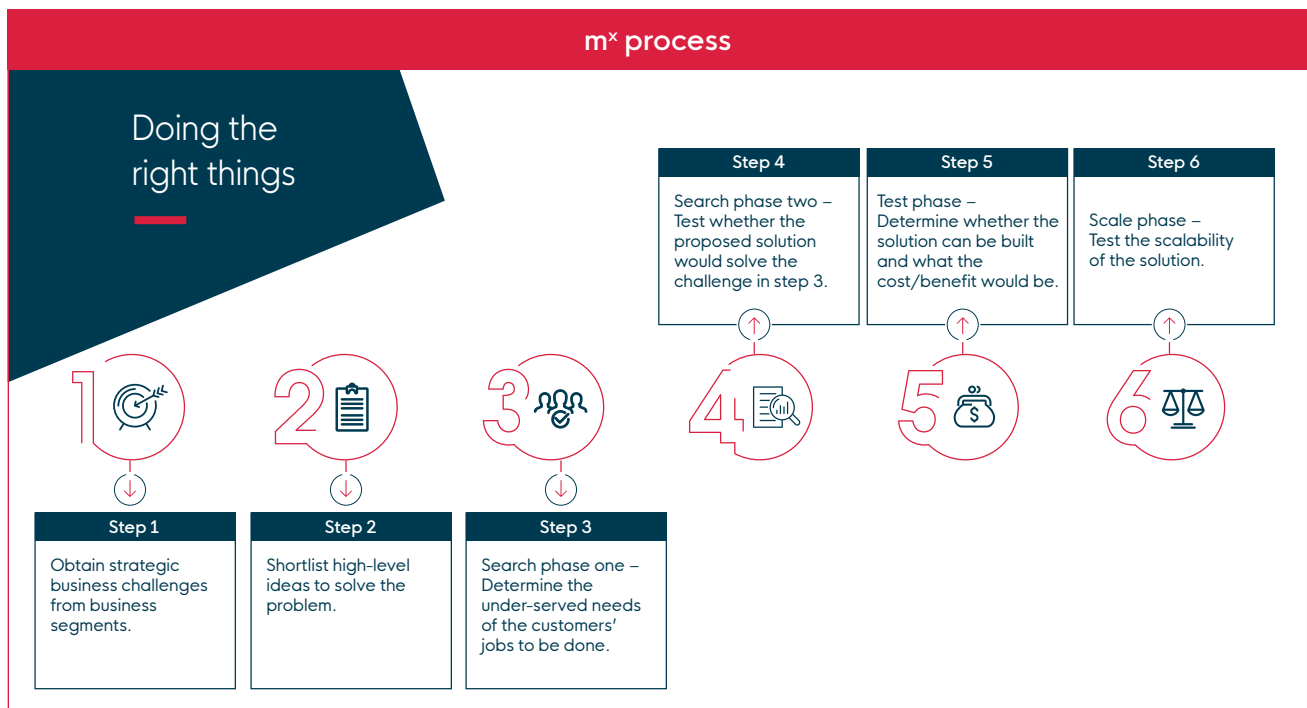 mˣ process
Doing the
right things
1
Step 1
Obtain strategic
business challenges
from business
segments.
2
Step 2
Shortlist high-level
ideas to solve the
problem.
3
Step 3
Search phase one –
Determine the
under-served needs
of the customers’
jobs to be done.
4
Step 4
Search phase two –
Test whether the
proposed solution
would solve the
challenge in step 3.
5
$
Step 5
Test phase –
Determine whether the
solution can be built
and what the
cost/benefit would be.
6
Step 6
Scale phase –
Test the scalability
of the solution.